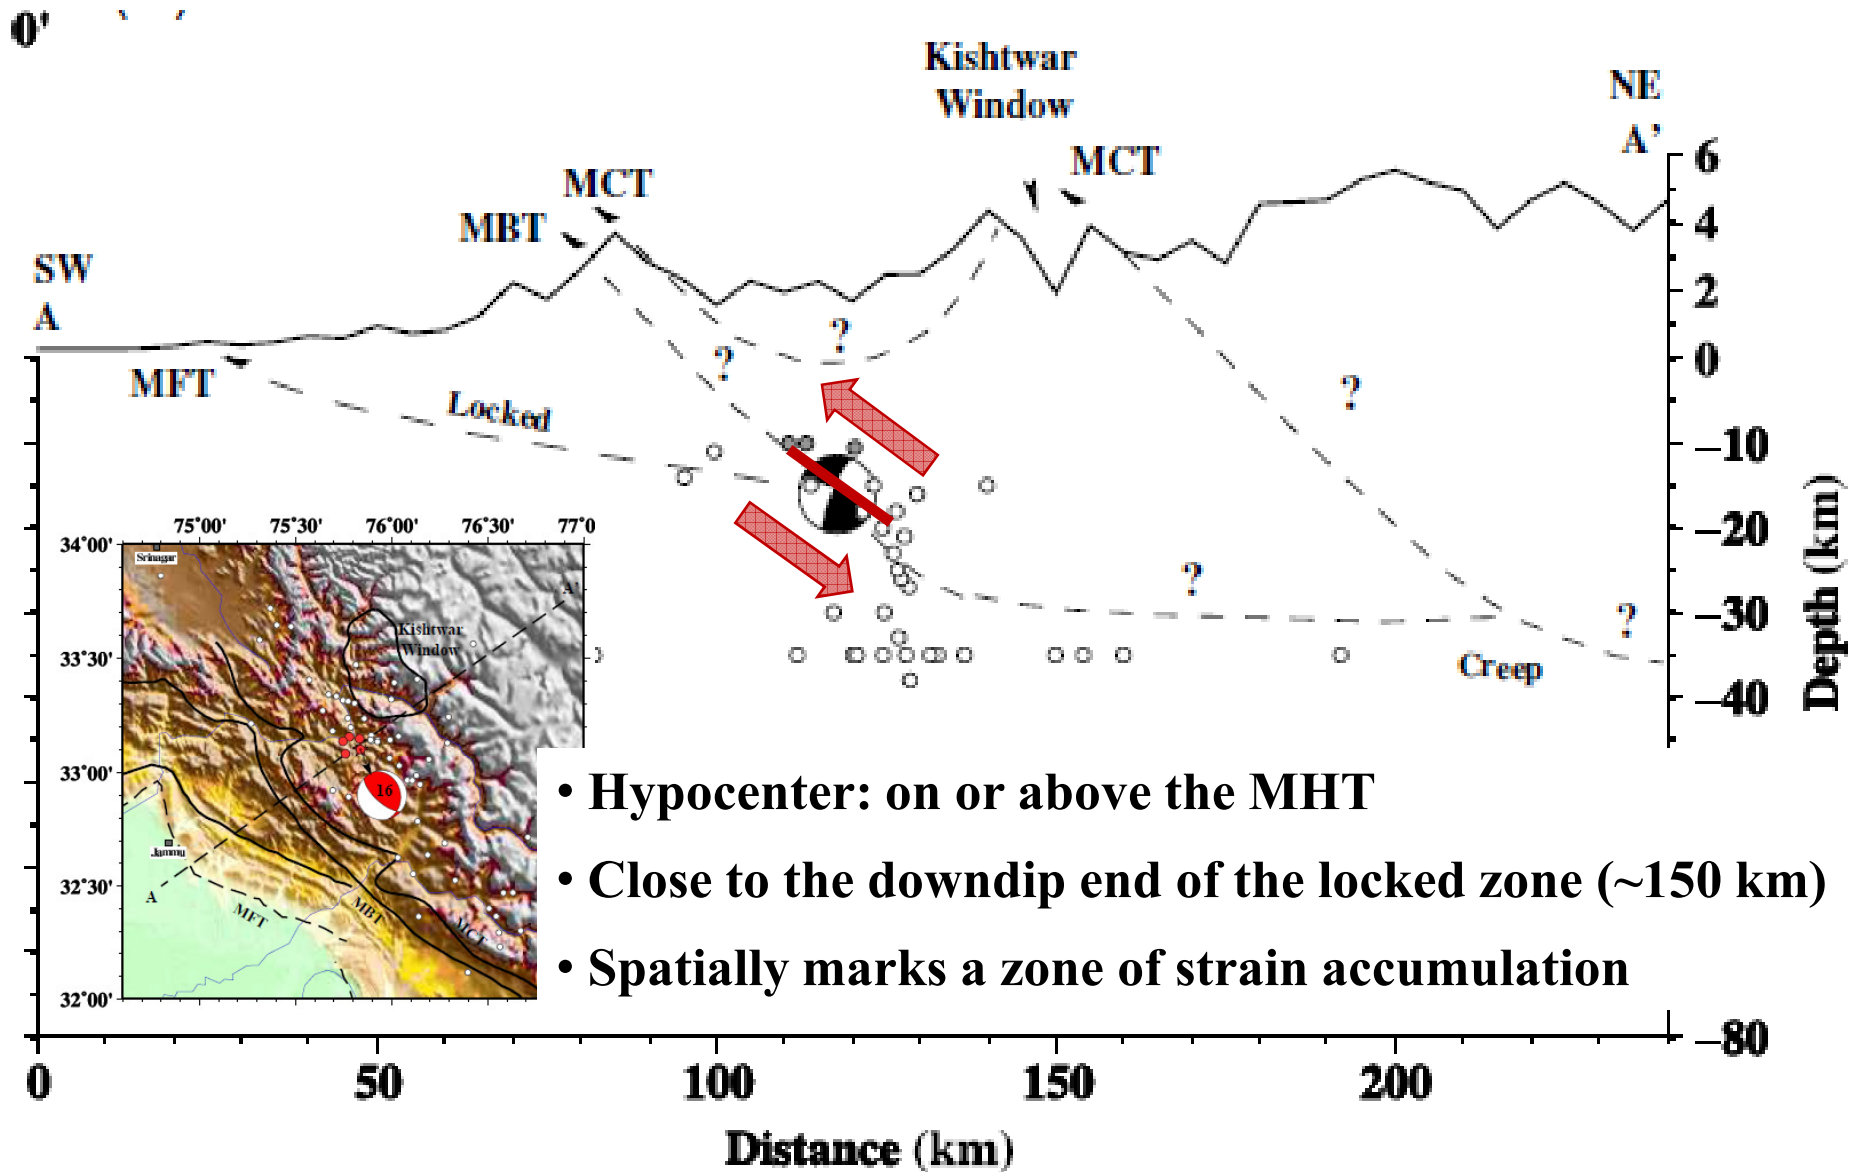 0'
Kishtwar
Window
NE
A’
MCT
6
MCT
4
MBT
SW
A
2
?
?
0
MFT
?
Locked
–10
–20
?
–30
?
Creep
–40
Depth (km)
75˚00' 75˚30' 76˚00' 76˚30' 77˚0
34˚00'
Srinagar
A'
Kishtwar
Window
33˚30'
33˚00'
16
Jammu
32˚30'
A
MFT
MBT
MCT
32˚00'
• Hypocenter: on or above the MHT
• Close to the downdip end of the locked zone (~150 km)
• Spatially marks a zone of strain accumulation
–80
0 50 100 150 200
Distance (km)